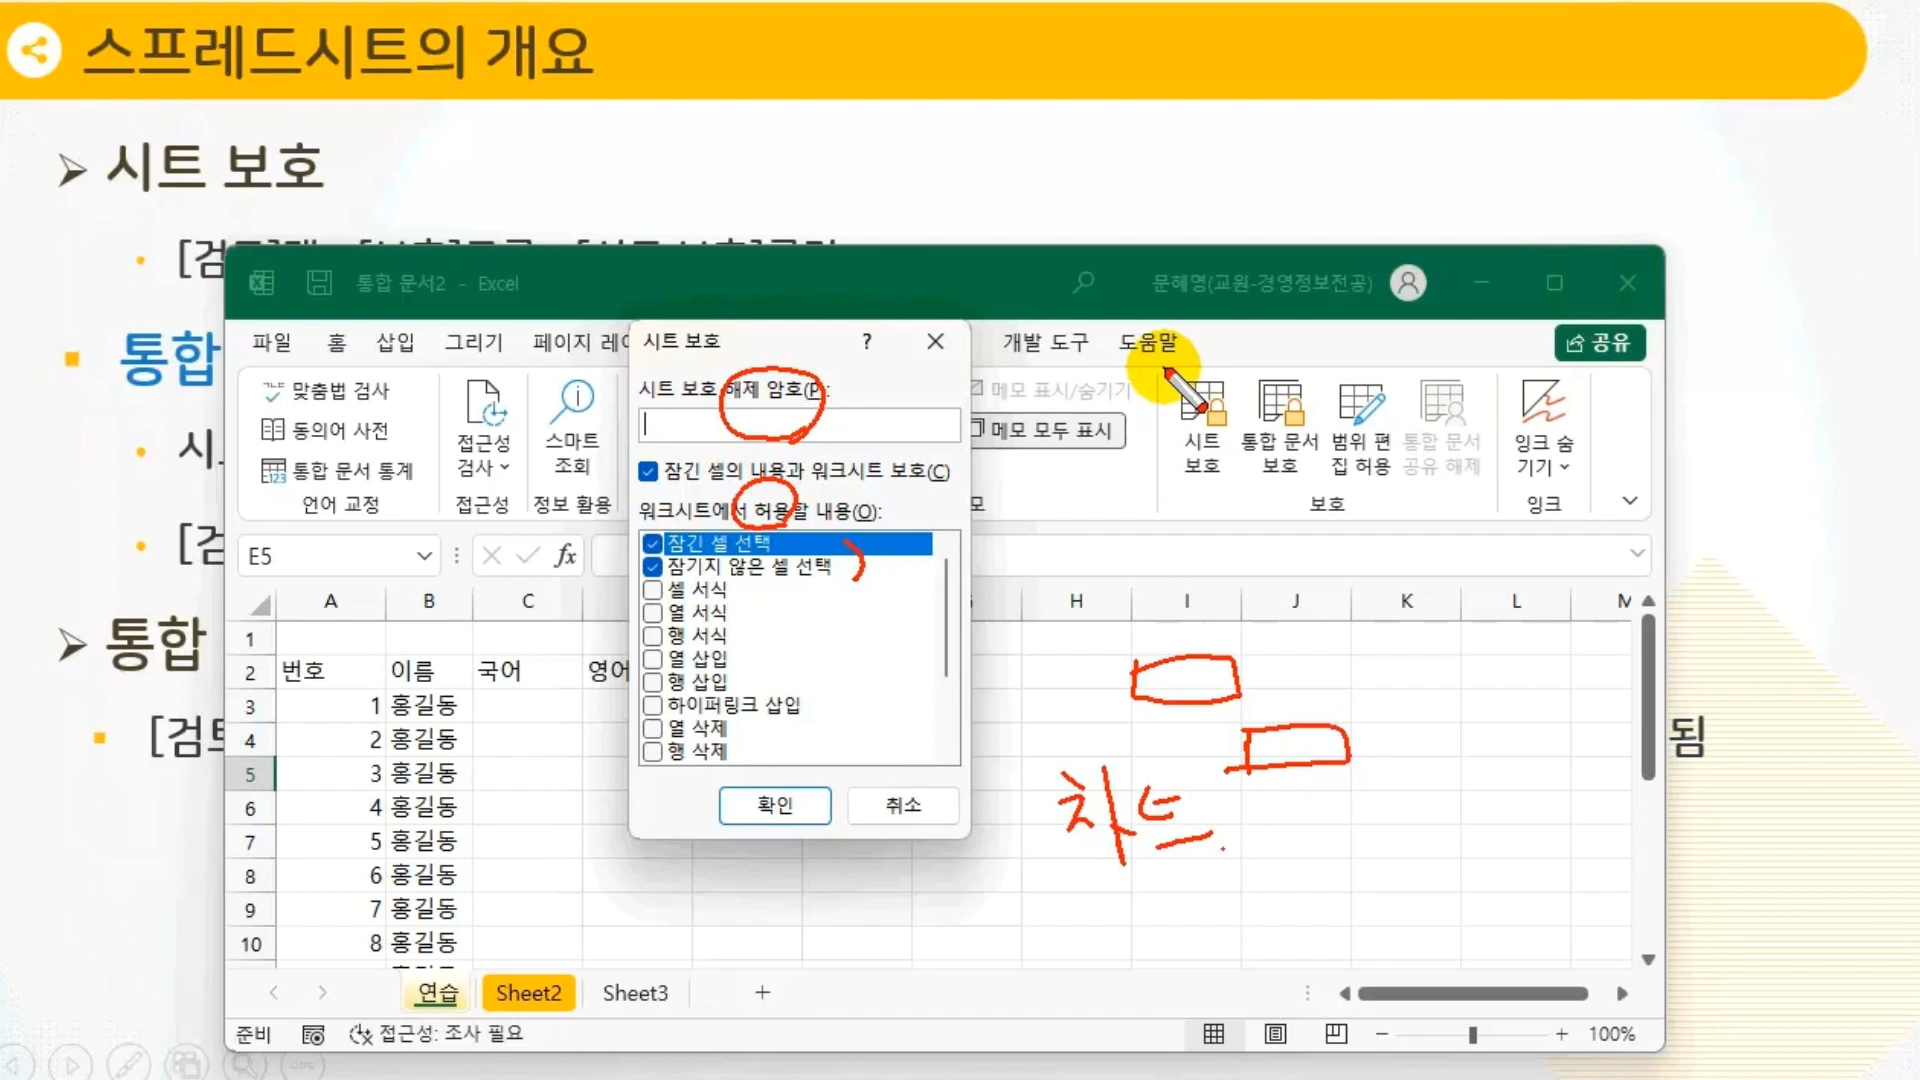 스프레드시트의 개요
시트 보호
[검
통합 문서2 - Excel
문혜명(교원-경영정보전공)
파일 홈 삽입 그리기 페이지 레
시트 보호 ?
개발 도구 도움말
공유
맞춤법 검사
동의어 사전
통합 문서 통계
언어 교정
접근성 검사
접근성
스마트 조회
정보 활용
시트 보호 해제 암호(P):
메모 표시/숨기기
메모 모두 표시
모
시트 보호
통합 문서 보호
범위 편집 허용
통합 문서 공유 해제
보호
잉크 숨기기
잉크
통합
시
[검
잠긴 셀의 내용과 워크시트 보호(C)
워크시트에서 허용할 내용(O):
잠긴 셀 선택
잠기지 않은 셀 선택
셀 서식
열 서식
행 서식
열 삽입
행 삽입
하이퍼링크 삽입
열 삭제
행 삭제
확인 취소
E5 fx
A B C H I J K L M
1
2 번호 이름 국어 영어
3 1 홍길동
4 2 홍길동
5 3 홍길동
6 4 홍길동
7 5 홍길동
8 6 홍길동
9 7 홍길동
10 8 홍길동
차트
통합
[검토
됨
연습 Sheet2 Sheet3 +
준비 접근성: 조사 필요 100%